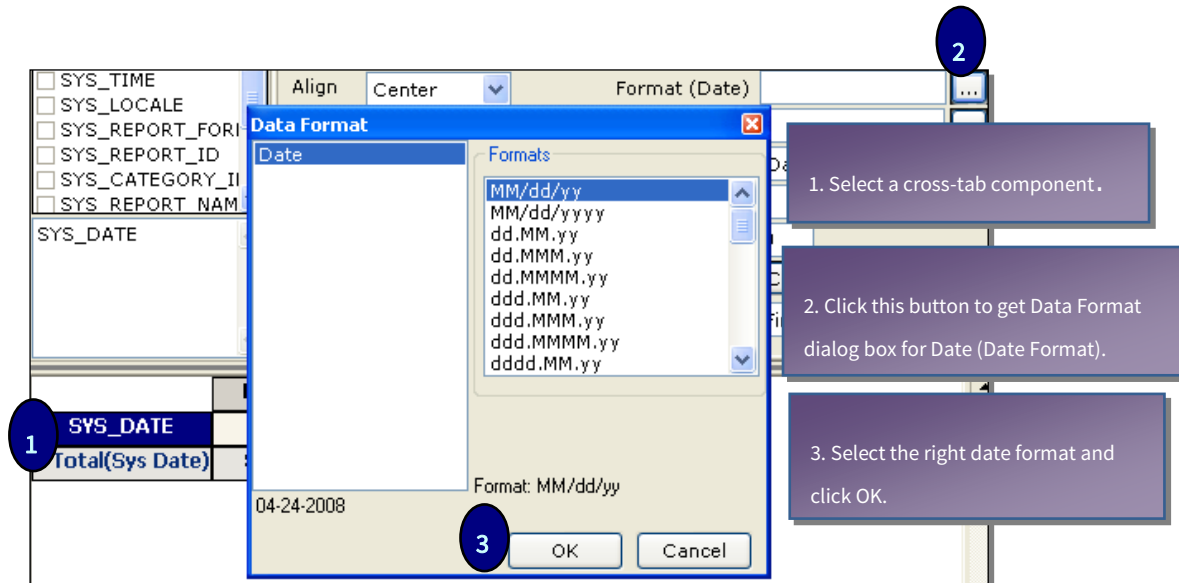 2
SYS_TIME
Align Center Format (Date) ...
SYS_LOCALE
SYS_REPORT_FOR
SYS_REPORT_ID
SYS_CATEGORY_I
SYS_REPORT_NAM
SYS_DATE
Data Format
Date
Formats
MM/dd/yy
MM/dd/yyyy
dd.MM.yy
dd.MMM.yy
dd.MMMM.yy
ddd.MM.yy
ddd.MMM.yy
ddd.MMMM.yy
dddd.MM.yy
Format: MM/dd/yy
04-24-2008
3
OK Cancel
1. Select a cross-tab component.
2. Click this button to get Data Format
dialog box for Date (Date Format).
3. Select the right date format and
click OK.
1
SYS_DATE
Total(Sys Date)